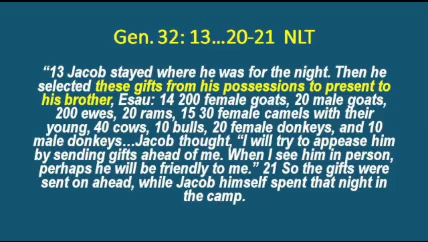 Gen. 32: 13...20-21 NLT
“13 Jacob stayed where he was for the night. Then he
selected these gifts from his possessions to present to
his brother, Esau: 14 200 female goats, 20 male goats,
200 ewes, 20 rams, 15 30 female camels with their
young, 40 cows, 10 bulls, 20 female donkeys, and 10
male donkeys...Jacob thought, “I will try to appease him
by sending gifts ahead of me. When I see him in person,
perhaps he will be friendly to me.” 21 So the gifts were
sent on ahead, while Jacob himself spent that night in
the camp.